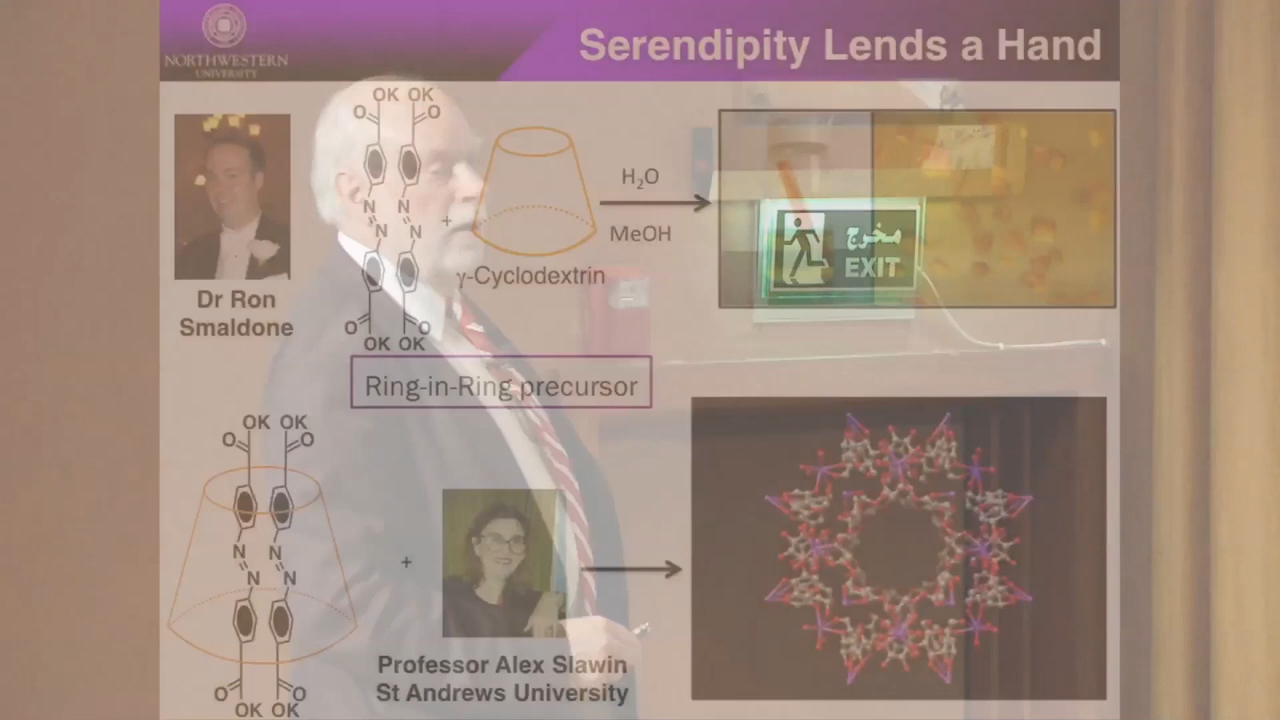 NORTHWESTERN
UNIVERSITY
Serendipity Lends a Hand
OK OK
O O
N N
N N
O O
OK OK
+
γ-Cyclodextrin
H₂O
MeOH
مخرج
EXIT
Dr Ron
Smaldone
Ring-in-Ring precursor
OK OK
O O
N N
N N
O O
OK OK
+
Professor Alex Slawin
St Andrews University